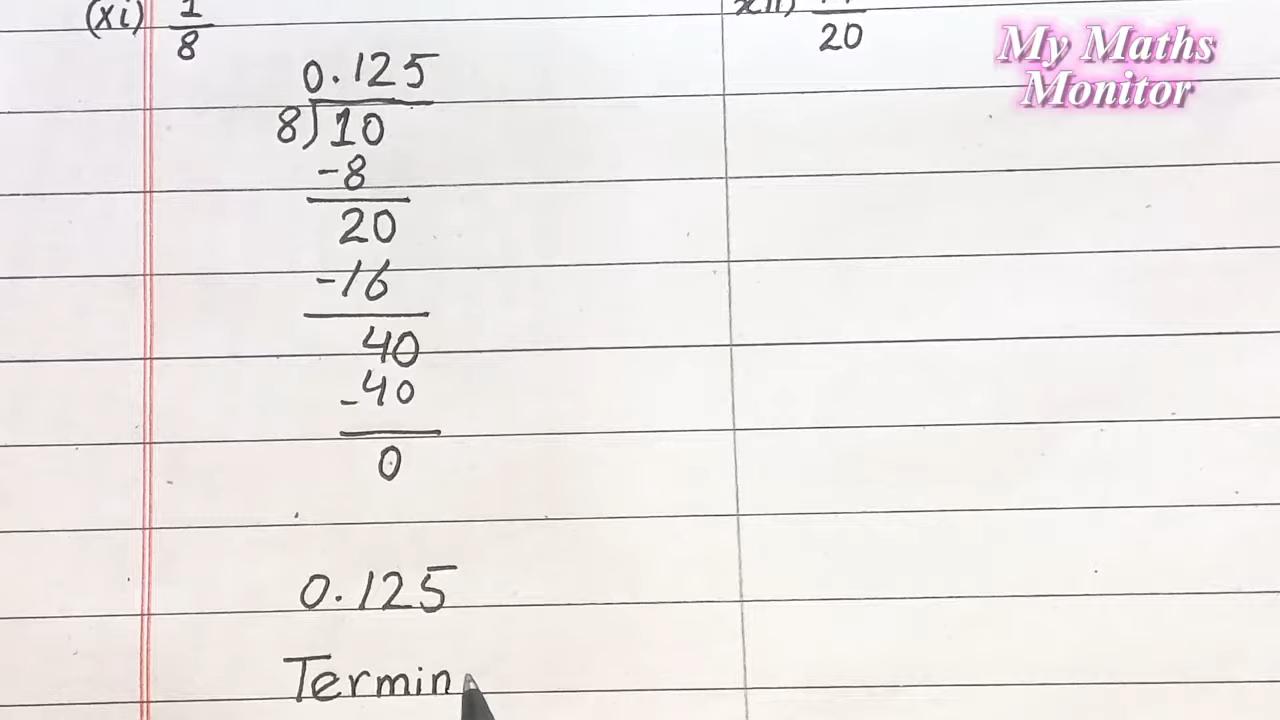 (xi) 1/8
0.125
8)10
-8
20
-16
40
-40
0
0.125
Termin
xii)
20
My Maths
Monitor